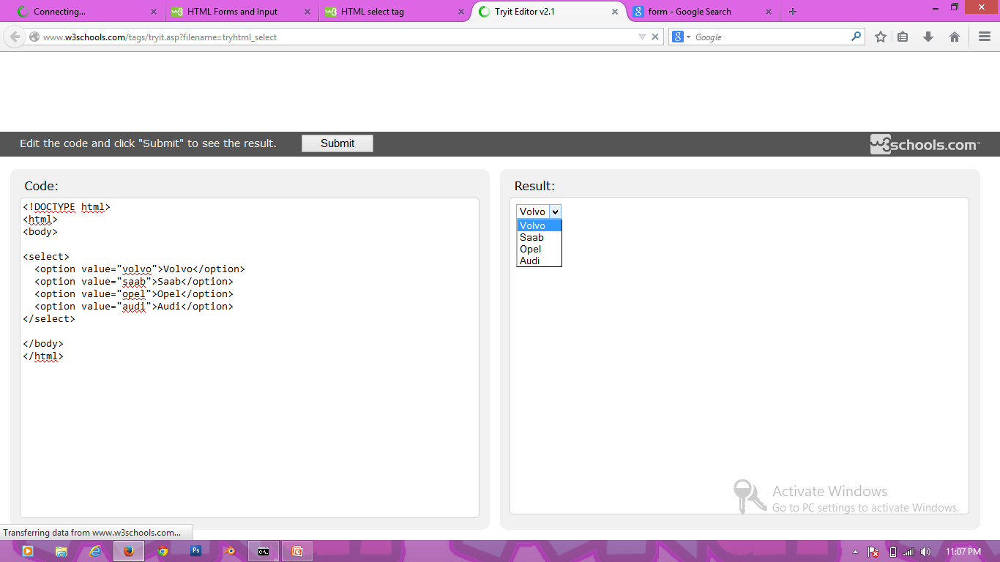 Connecting...
HTML Forms and Input
HTML select tag
Tryit Editor v2.1
form - Google Search
www.w3schools.com/tags/tryit.asp?filename=tryhtml_select
Google
Edit the code and click "Submit" to see the result.
Submit
w3schools.com
Code:
<!DOCTYPE html>
<html>
<body>
<select>
<option value="volvo">Volvo</option>
<option value="saab">Saab</option>
<option value="opel">Opel</option>
<option value="audi">Audi</option>
</select>
</body>
</html>
Result:
Volvo
Volvo
Saab
Opel
Audi
Activate Windows
Go to PC settings to activate Windows.
Transferring data from www.w3schools.com...
11:07 PM